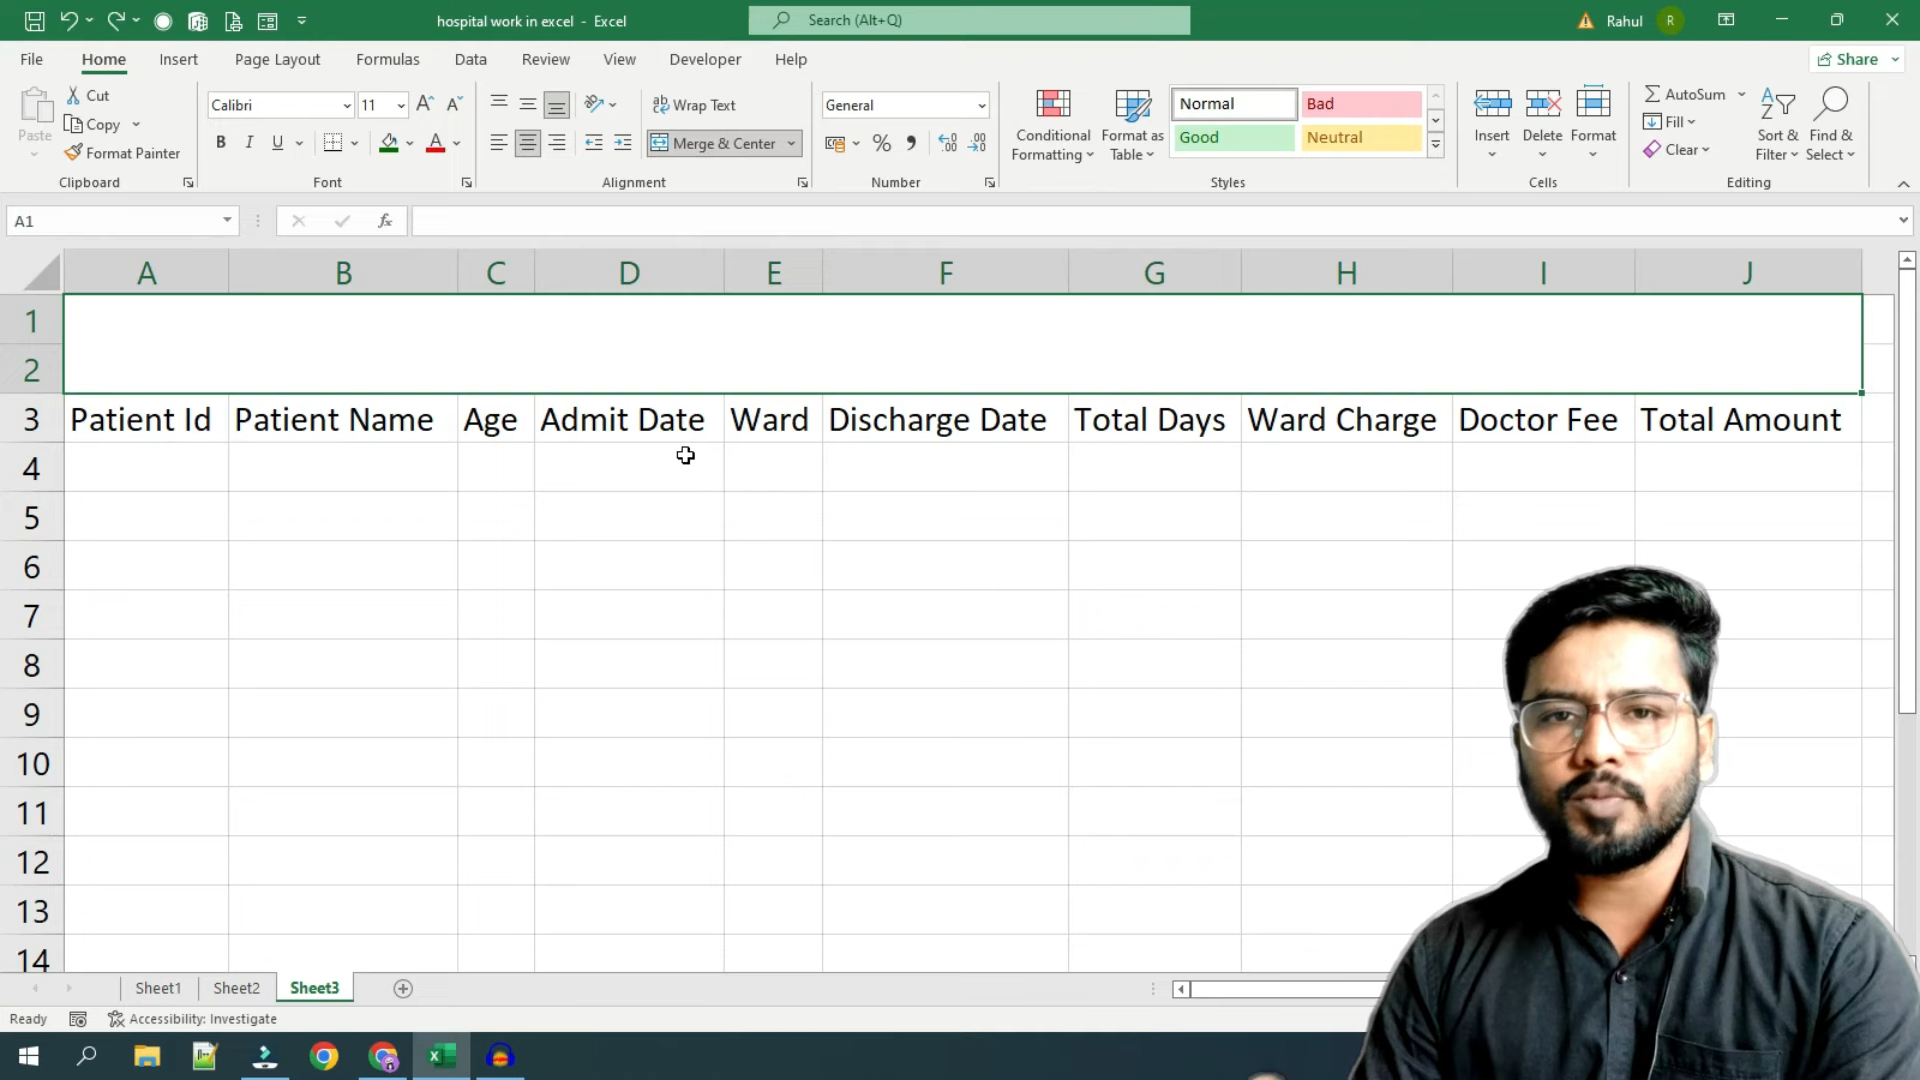 hospital work in excel - Excel
Search (Alt+Q)
Rahul
R
File Home Insert Page Layout Formulas Data Review View Developer Help
Share
Paste
Cut
Copy
Format Painter
Clipboard
Calibri
11
B I U
Font
Wrap Text
Merge & Center
Alignment
General
%
Number
Conditional Formatting
Format as Table
Normal
Bad
Good
Neutral
Styles
Insert
Delete
Format
Cells
AutoSum
Fill
Clear
Sort & Filter
Find & Select
Editing
A1
fx
A B C D E F G H I J
1
2
3 Patient Id Patient Name Age Admit Date Ward Discharge Date Total Days Ward Charge Doctor Fee Total Amount
4
5
6
7
8
9
10
11
12
13
14
Sheet1 Sheet2 Sheet3
Ready
Accessibility: Investigate